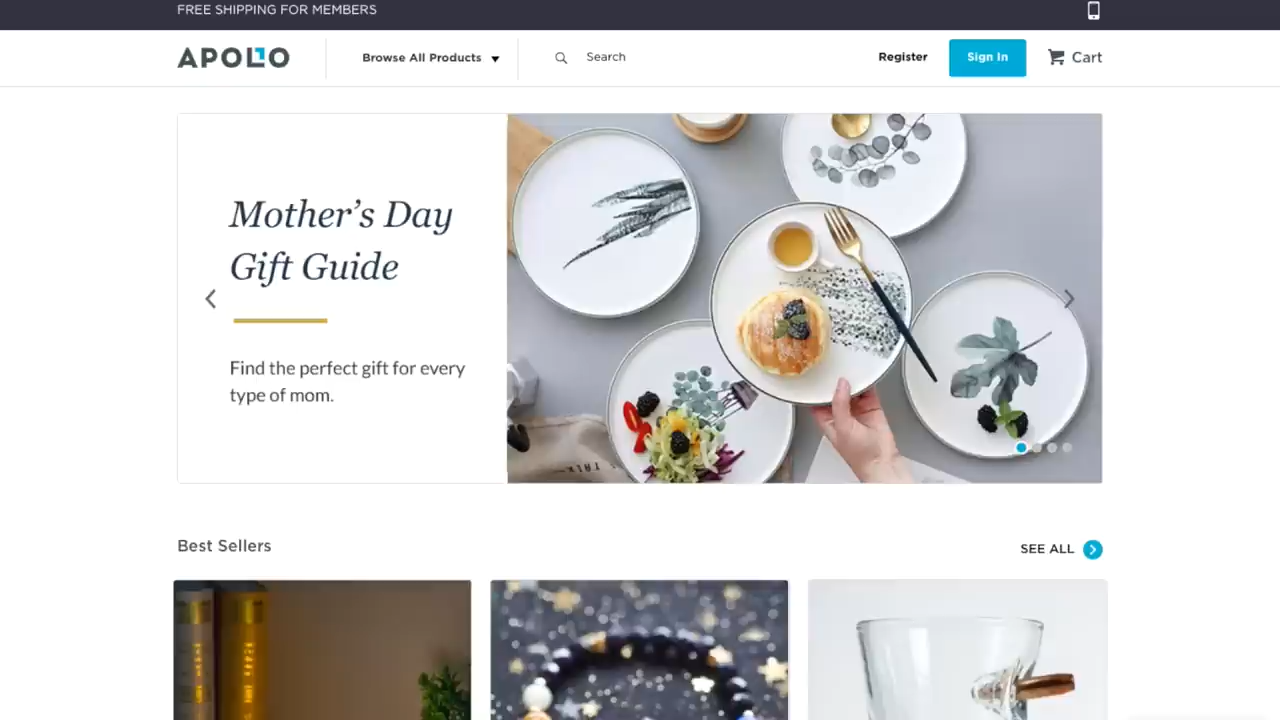 FREE SHIPPING FOR MEMBERS
APOLLO
Browse All Products
Search
Register
Sign In
Cart
Mother's Day
Gift Guide
Find the perfect gift for every
type of mom.
Best Sellers
SEE ALL